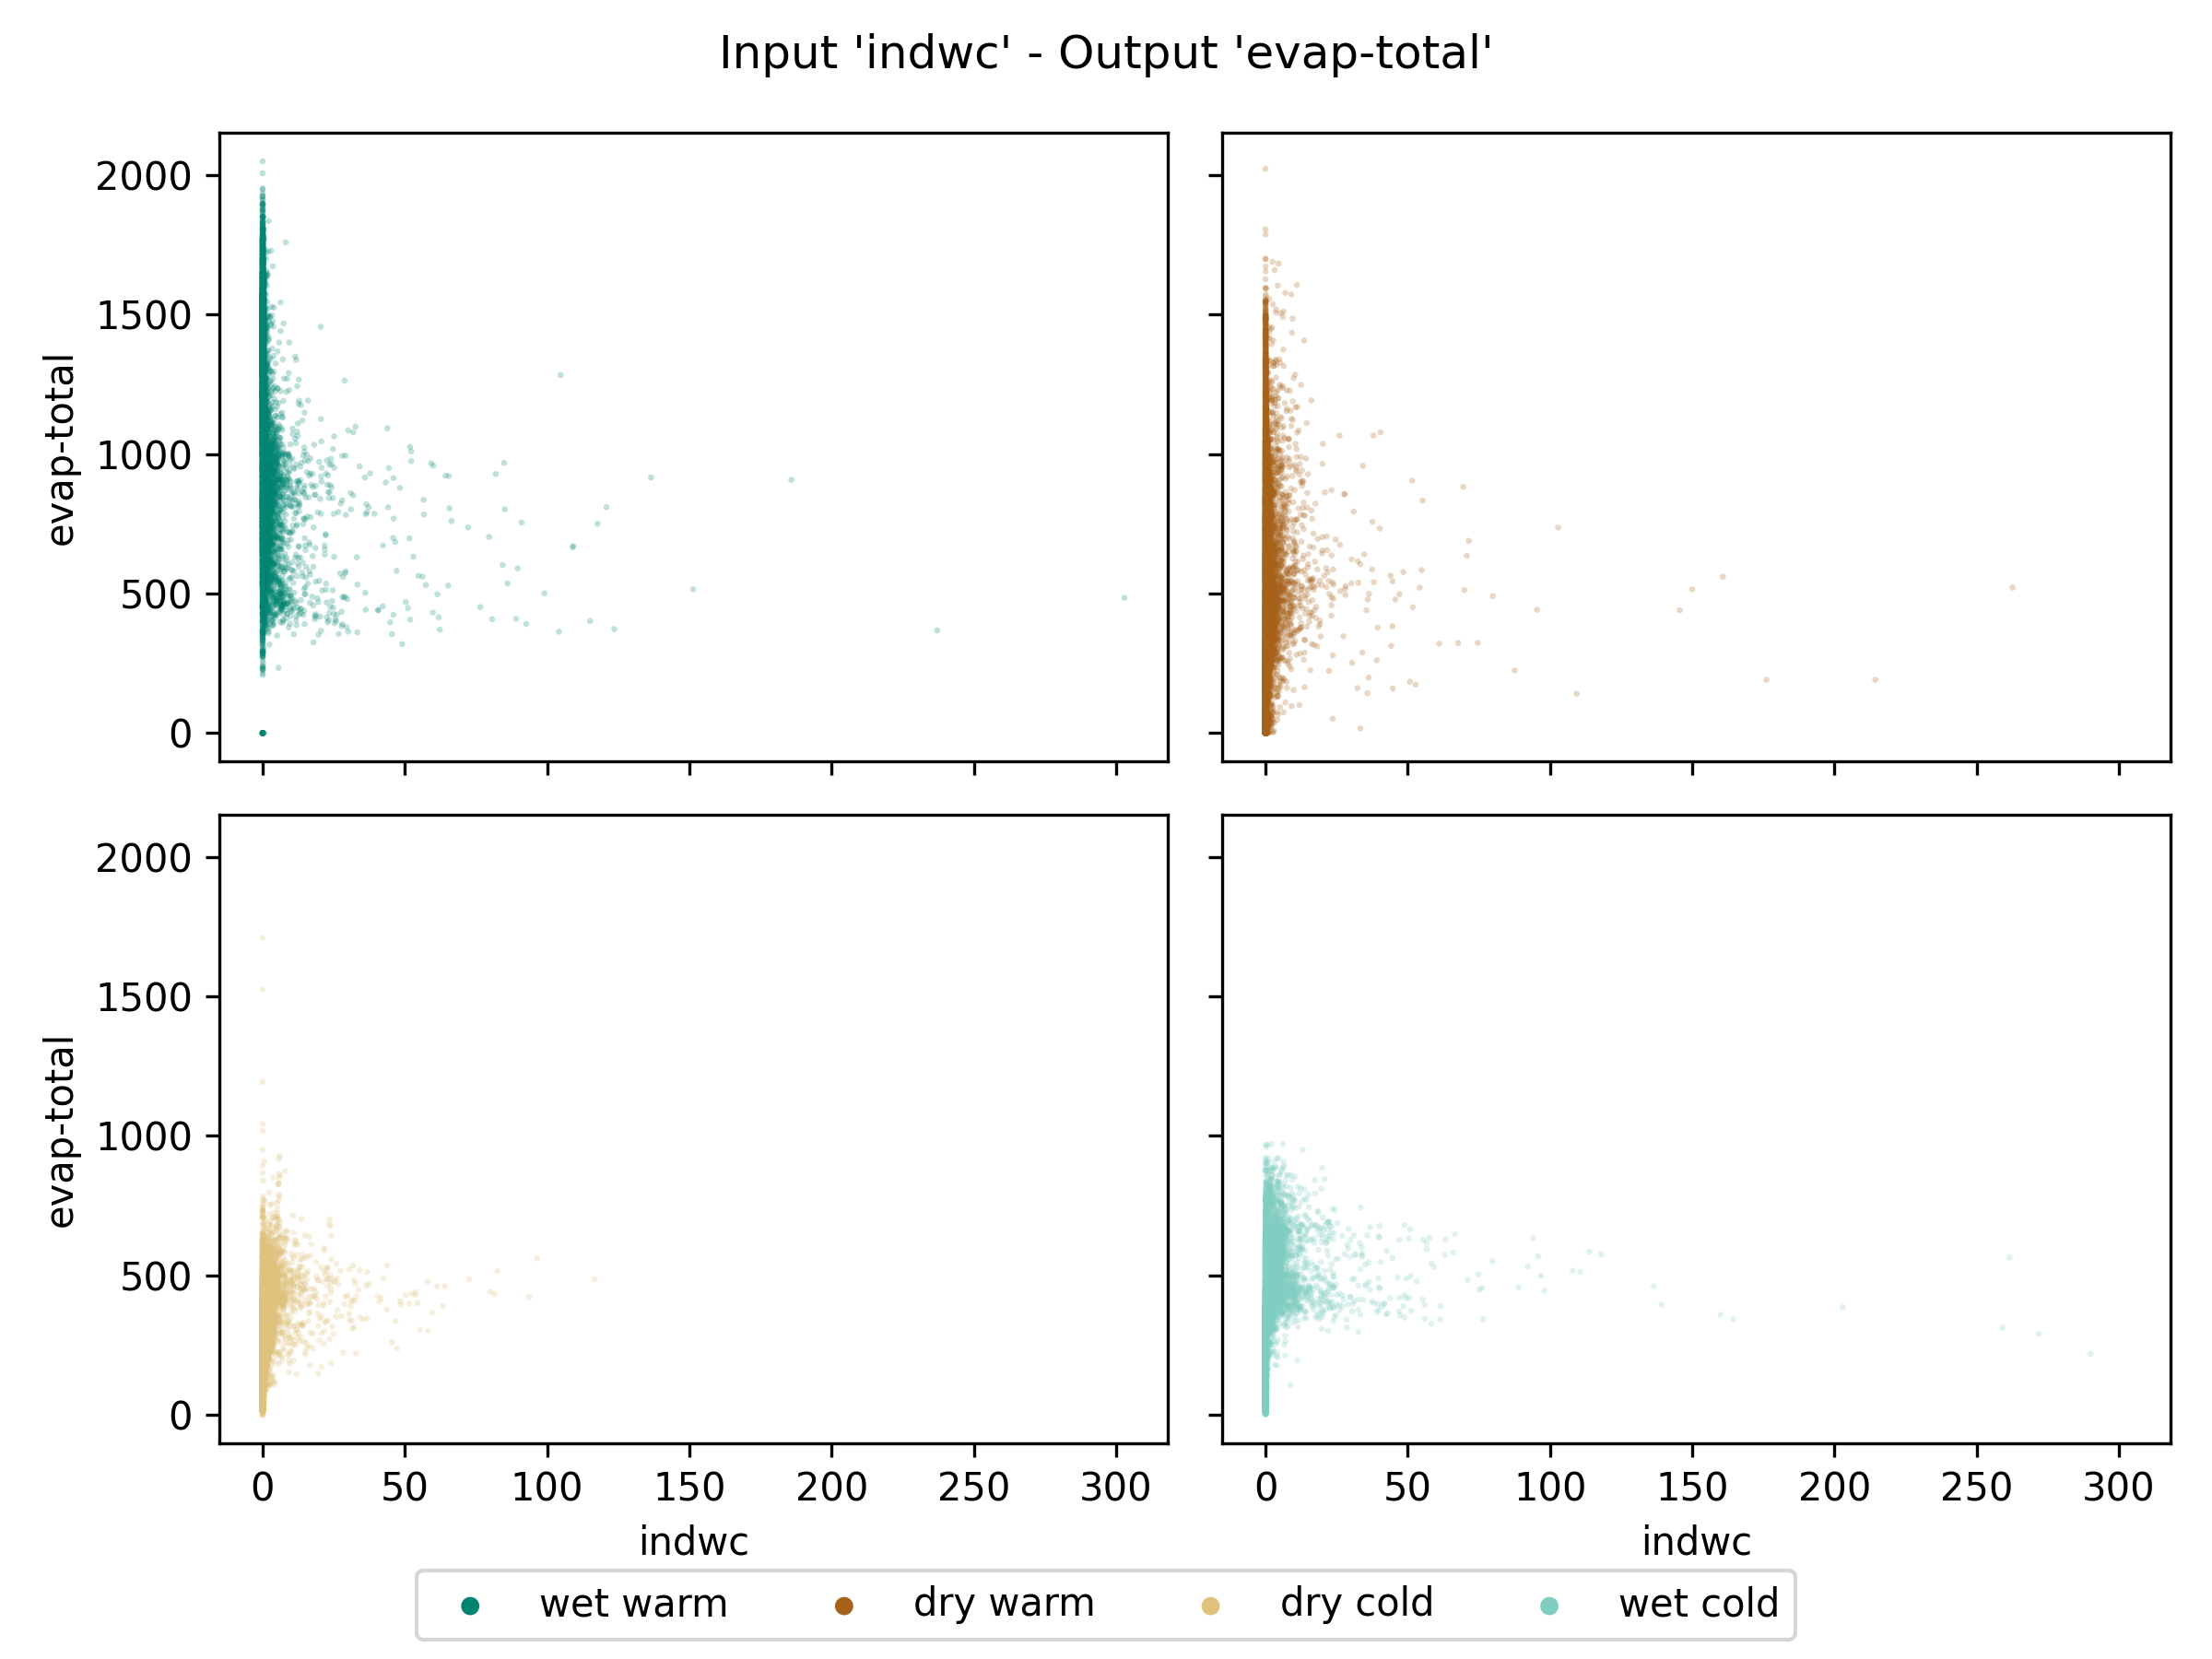 Input 'indwc' - Output 'evap-total'
2000
1500
1000
500
0
evap-total
2000
1500
1000
500
0
evap-total
0 50 100 150 200 250 300
0 50 100 150 200 250 300
indwc
indwc
wet warm dry warm dry cold wet cold